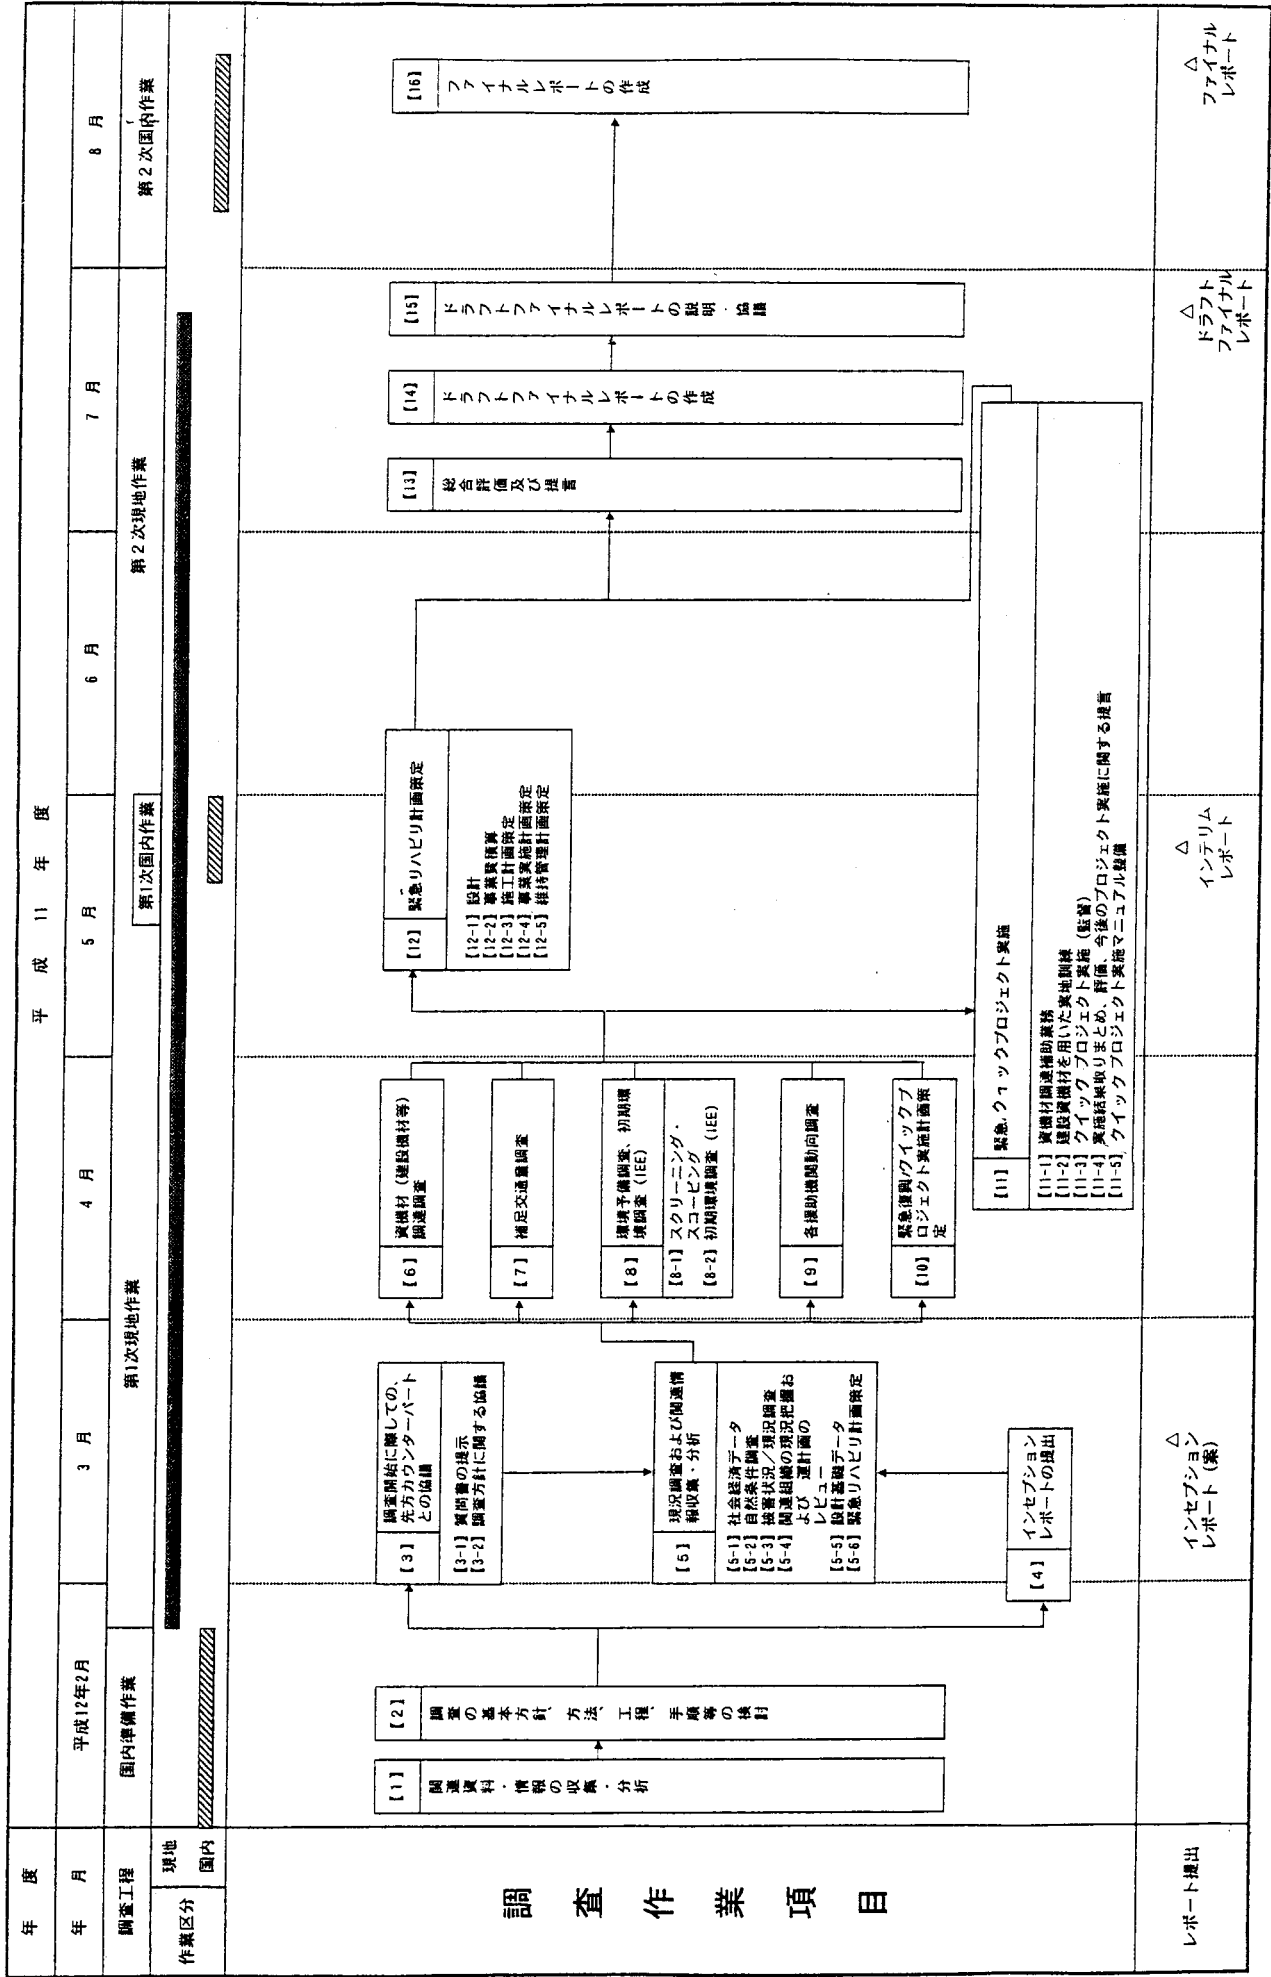 年 度
平 成 11 年 度
年 月
平成12年2月
3 月
4 月
5 月
6 月
7 月
8 月
調査工程
国内準備作業
第1次現地作業
第1次国内作業
第2次現地作業
第2次国内作業
作業区分
現地
国内
調査作業項目
[1]
関連資料・情報の収集・分析
[2]
調査の基本方針、方法、工程、手順等の検討
[3]
調査開始に際しての、
先方カウンターパート
との協議
[3-1] 質問書の提示
[3-2] 調査方針に関する協議
[4]
インセプション
レポートの提出
[5]
現況調査および関連情
報収集・分析
[5-1] 社会経済データ
[5-2] 自然条件調査
[5-3] 被害状況/現況調査
[5-4] 関連組織の現況把握お
よび 運計画の
レビュー
[5-5] 設計基礎データ
[5-6] 緊急リハビリ計画策定
[6]
資機材(建設機材等)
調達調査
[7]
補足交通量調査
[8]
環境予備調査、初期環
境調査(IEE)
[8-1] スクリーニング・
スコーピング
[8-2] 初期環境調査(IEE)
[9]
各援助機関動向調査
[10]
緊急復興/クイックプ
ロジェクト実施計画策
定
[11]
緊急,クィックプロジェクト実施
[11-1] 資機材調達補助業務
[11-2] 建設資機材を用いた実地訓練
[11-3] クイック プロジェクト実施(監督)
[11-4] 実施結果取りまとめ、評価、今後のプロジェクト実施に関する提言
[11-5] クイック プロジェクト実施マニュアル整備
[12]
緊急リハビリ計画策定
[12-1] 設計
[12-2] 事業費積算
[12-3] 施工計画策定
[12-4] 事業実施計画策定
[12-5] 維持管理計画策定
[13]
総合評価及び提言
[14]
ドラフトファイナルレポートの作成
[15]
ドラフトファイナルレポートの説明・協議
[16]
ファイナルレポートの作成
レポート提出
△
インセプション
レポート(案)
△
インテリム
レポート
△
ドラフト
ファイナル
レポート
△
ファイナル
レポート